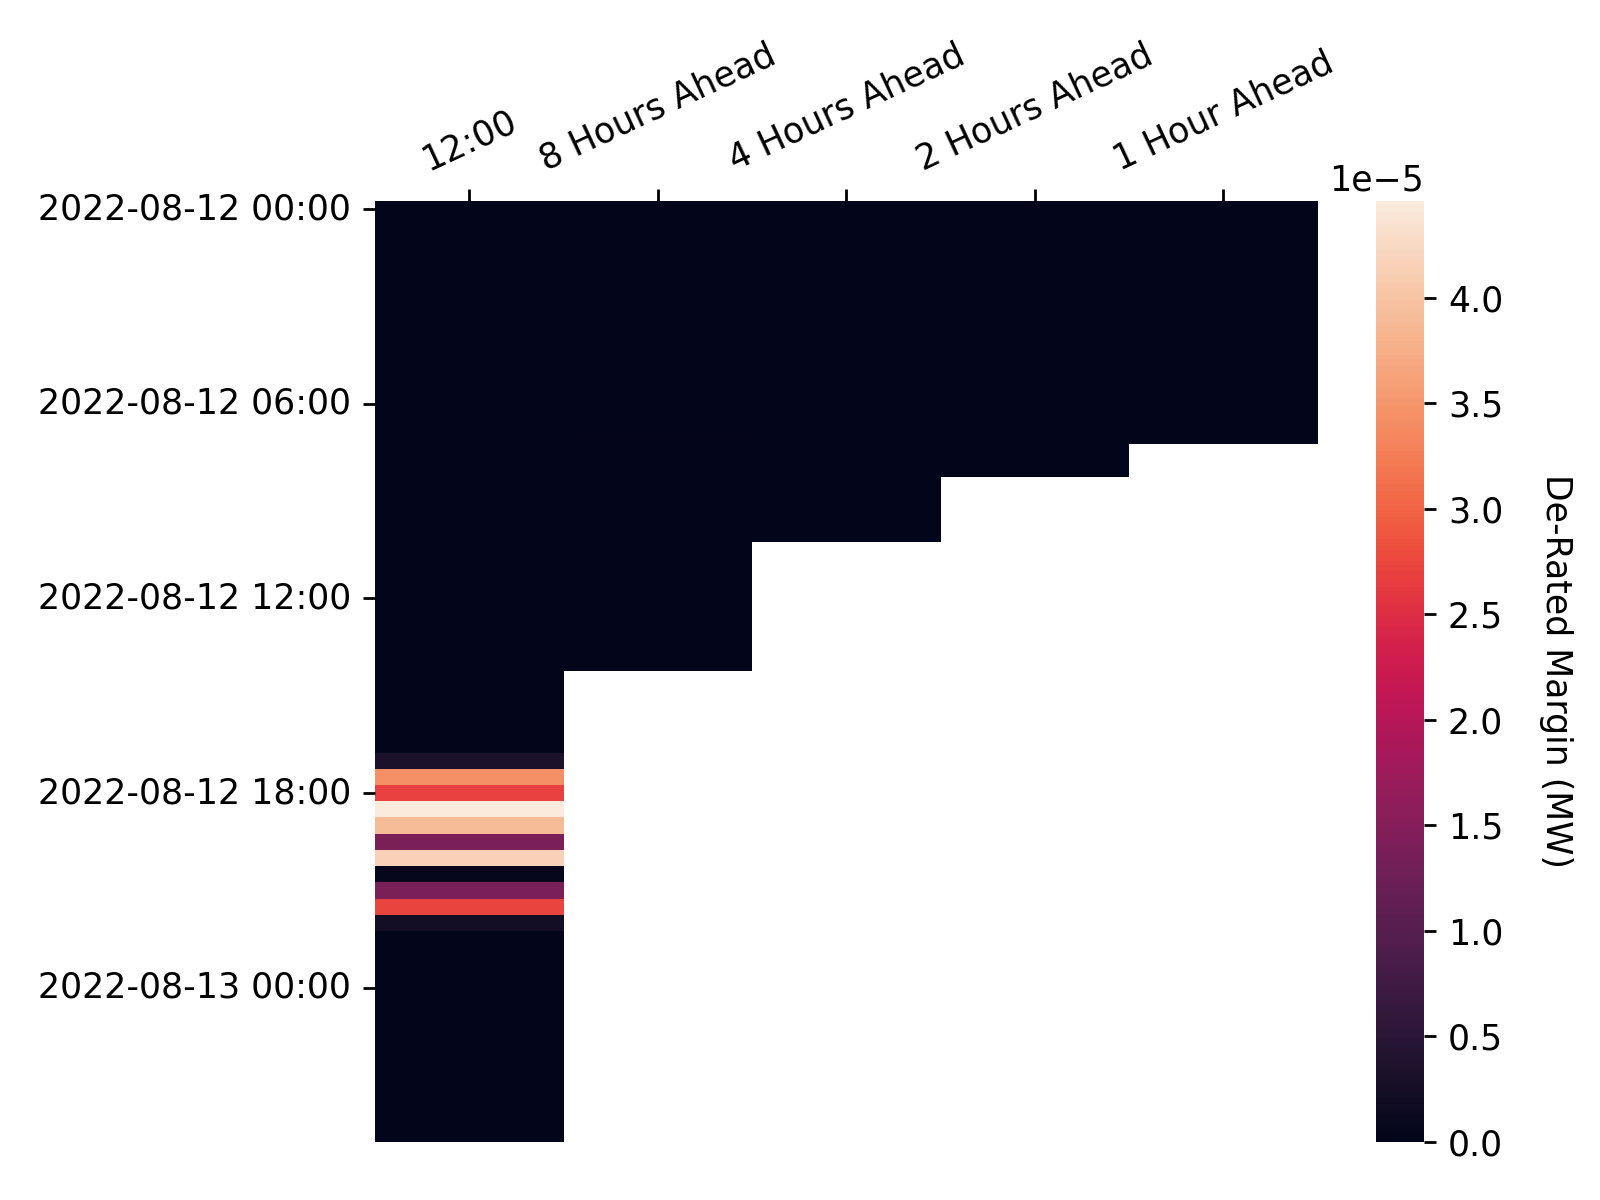 12:00
8 Hours Ahead
4 Hours Ahead
2 Hours Ahead
1 Hour Ahead
1e−5
2022-08-12 00:00
2022-08-12 06:00
2022-08-12 12:00
2022-08-12 18:00
2022-08-13 00:00
4.0
3.5
3.0
2.5
2.0
1.5
1.0
0.5
0.0
De-Rated Margin (MW)